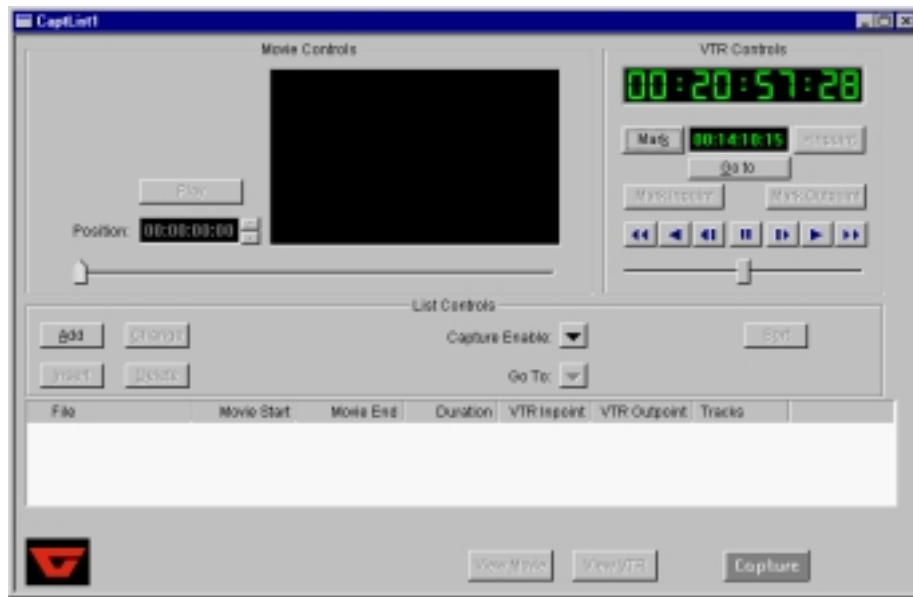 CaptList1
Movie Controls
VTR Controls
00:20:57:28
Mark 00:14:10:15
Go to
Play
Mark Inpoint Mark Outpoint
Position: 00:00:00:00
List Controls
Add Change Capture Enable: Sort
Insert Delete Go To:
File Movie Start Movie End Duration VTR Inpoint VTR Outpoint Tracks
View Movie View VTR Capture